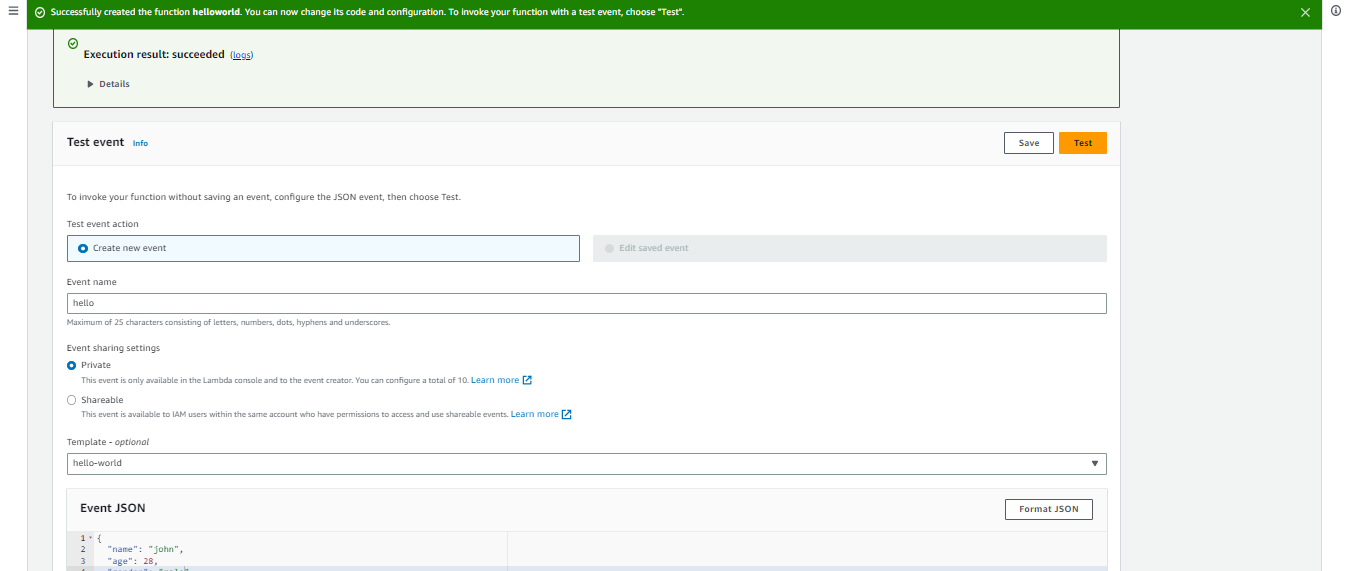 Successfully created the function helloworld. You can now change its code and configuration. To invoke your function with a test event, choose "Test".
Execution result: succeeded (logs)
Details
Test event Info
Save
Test
To invoke your function without saving an event, configure the JSON event, then choose Test.
Test event action
Create new event
Edit saved event
Event name
hello
Maximum of 25 characters consisting of letters, numbers, dots, hyphens and underscores.
Event sharing settings
Private
This event is only available in the Lambda console and to the event creator. You can configure a total of 10. Learn more
Shareable
This event is available to IAM users within the same account who have permissions to access and use shareable events. Learn more
Template - optional
hello-world
Event JSON
Format JSON
1 {
2 "name": "john",
3 "age": 28,